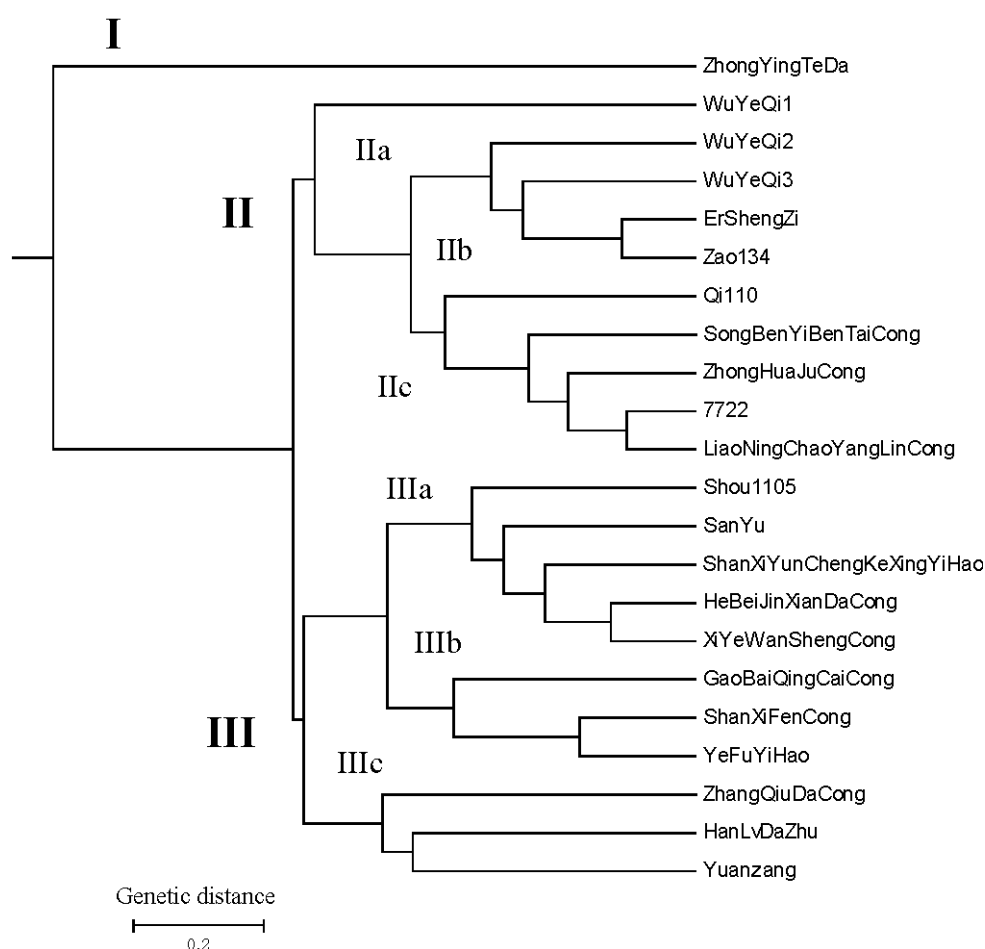 I
ZhongYingTeDa
WuYeQi1
IIa
WuYeQi2
WuYeQi3
II
ErShengZi
IIb
Zao134
Qi110
SongBenYiBenTaiCong
ZhongHuaJuCong
IIc
7722
LiaoNingChaoYangLinCong
IIIa
Shou1105
SanYu
ShanXiYunChengKeXingYiHao
HeBeiJinXianDaCong
IIIb
XiYeWanShengCong
GaoBaiQingCaiCong
ShanXiFenCong
III
YeFuYiHao
IIIc
ZhangQiuDaCong
HanLvDaZhu
Yuanzang
Genetic distance
0.2